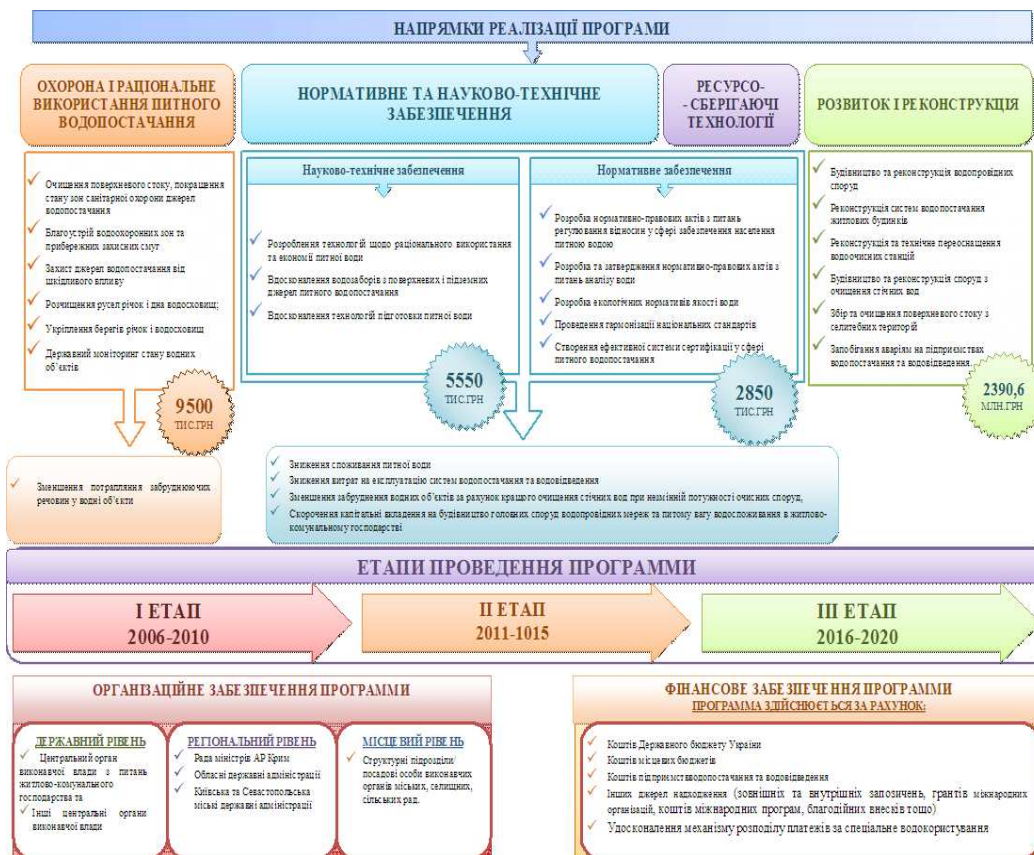 НАПРЯМКИ РЕАЛІЗАЦІЇ ПРОГРАМИ
ОХОРОНА І РАЦІОНАЛЬНЕ
ВИКОРИСТАННЯ ПИТНОГО
ВОДОПОСТАЧАННЯ
Очищення поверхневого стоку, покращення
стану зон санітарної охорони джерел
водопостачання
Благоустрій водоохоронних зон та
прибережних захисних смуг
Захист джерел водопостачання від
шкідливого впливу
Розчищення русел річок і дна водосховищ;
Укріплення берегів річок і водосховищ
Державний моніторинг стану водних
об'єктів
9500
ТИС.ГРН
Зменшення потрапляння забруднюючих
речовин у водні об'єкти
НОРМАТИВНЕ ТА НАУКОВО-ТЕХНІЧНЕ
ЗАБЕЗПЕЧЕННЯ
РЕСУРСО-
- СБЕРІГАЮЧІ
ТЕХНОЛОГІЇ
Науково-технічне забезпечення
Розроблення технологій щодо раціонального використання
та економії питної води
Вдосконалення водозаборів з поверхневих і підземних
джерел питного водопостачання
Вдосконалення технологій підготовки питної води
5550
ТИС.ГРН
Нормативне забезпечення
Розробка нормативно-правових актів з питань
регулювання відносин у сфері забезпечення населення
питною водою
Розробка та затвердження нормативно-правових актів з
питань аналізу води
Розробка екологічних нормативів якості води
Проведення гармонізації національних стандартів
Створення ефективної системи сертифікації у сфері
питного водопостачання
2850
ТИС.ГРН
Зниження споживання питної води
Зниження витрат на експлуатацію систем водопостачання та водовідведення
Зменшення забруднення водних об'єктів за рахунок кращого очищення стічних вод при незмінній потужності очисних споруд,
Скорочення капітальні вкладення на будівництво головних споруд водопровідних мереж та питому вагу водоспоживання в житлово-
комунальному господарстві
РОЗВИТОК І РЕКОНСТРУКЦІЯ
Будівництво та реконструкція водопровідних
споруд
Реконструкція систем водопостачання
житлових будинків
Реконструкція та технічне переоснащення
водоочисних станцій
Будівництво та реконструкція споруд з
очищення стічних вод
Збір та очищення поверхневого стоку з
селитебних територій
Запобігання аваріям на підприємствах
водопостачання та водовідведення
2390,6
МЛН.ГРН
ЕТАПИ ПРОВЕДЕННЯ ПРОГРАММИ
І ЕТАП
2006-2010
ІІ ЕТАП
2011-1015
ІІІ ЕТАП
2016-2020
ОРГАНІЗАЦІЙНЕ ЗАБЕЗПЕЧЕННЯ ПРОГРАММИ
ДЕРЖАВНИЙ РІВЕНЬ
Центральний орган
виконавчої влади з питань
житлово-комунального
господарства та
Інші центральні органи
виконавчої влади
РЕГІОНАЛЬНИЙ РІВЕНЬ
Рада міністрів АР Крим
Обласні державні адміністрації
Київська та Севастопольська
міські державні адміністрації
МІСЦЕВИЙ РІВЕНЬ
Структурні підрозділи/
посадові особи виконавчих
органів міських, селищних,
сільських рад.
ФІНАНСОВЕ ЗАБЕЗПЕЧЕННЯ ПРОГРАММИ
ПРОГРАММА ЗДІЙСНЮЄТЬСЯ ЗА РАХУНОК:
Коштів Державного бюджету України
Коштів місцевих бюджетів
Коштів підприємствводопостачання та водовідведення
Інших джерел надходження (зовнішніх та внутрішніх запозичень, грантів міжнародних
організацій, коштів міжнародних програм, благодійних внесків тощо)
Удосконалення механізму розподілу платежів за спеціальне водокористування